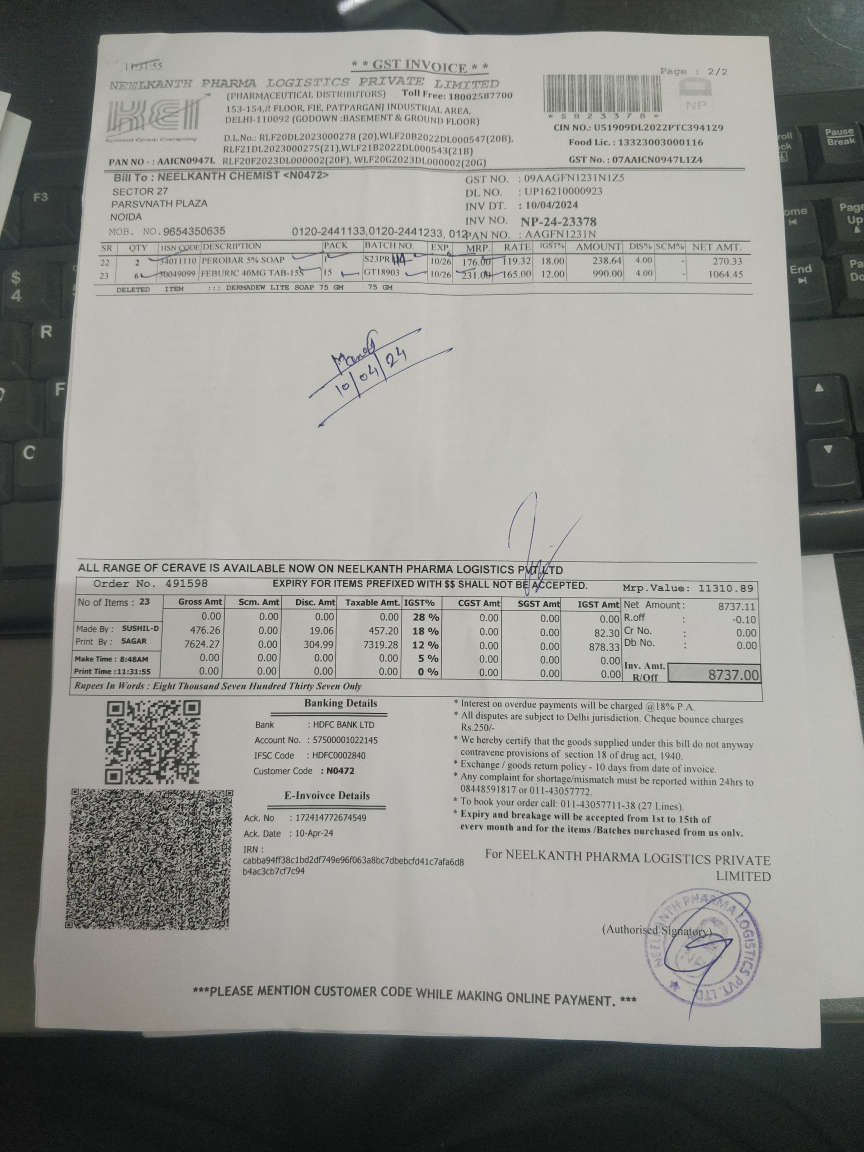 11:31:55
* * GST INVOICE * *
Page : 2/2
NEELKANTH PHARMA LOGISTICS PRIVATE LIMITED
(PHARMACEUTICAL DISTRIBUTORS) Toll Free: 18002587700
153-154,F FLOOR, FIE, PATPARGANJ INDUSTRIAL AREA,
DELHI-110092 (GODOWN :BASEMENT & GROUND FLOOR)
* S B 2 3 3 7 8 *
NP
CIN NO.: U51909DL2022PTC394129
D.L.No.: RLF20DL2023000278 (20),WLF20B2022DL000547(20B),
RLF21DL2023000275(21),WLF21B2022DL000543(21B)
Food Lic. : 13323003000116
PAN NO - : AAICN0947L RLF20F2023DL000002(20F), WLF20G2023DL000002(20G)
GST No. : 07AAICN0947L1Z4
Bill To : NEELKANTH CHEMIST <N0472>
SECTOR 27
PARSVNATH PLAZA
NOIDA
MOB. NO. 9654350635 0120-2441133,0120-2441233, 012
GST NO. : 09AAGFN1231N1Z5
DL NO. : UP16210000923
INV DT. : 10/04/2024
INV NO. NP-24-23378
PAN NO. : AAGFN1231N
SR QTY HSN CODE DESCRIPTION PACK BATCH NO. EXP. MRP. RATE IGST% AMOUNT DIS% SCM% NET AMT.
22 2 34011110 PEROBAR 5% SOAP 1 S23PR 10/26 176.00 119.32 18.00 238.64 4.00 - 270.33
23 6 30049099 FEBURIC 40MG TAB-15S 15 GT18903 10/26 231.00 165.00 12.00 990.00 4.00 - 1064.45
DELETED ITEM ::: DERMADEW LITE SOAP 75 GM 75 GM
10/04/24
ALL RANGE OF CERAVE IS AVAILABLE NOW ON NEELKANTH PHARMA LOGISTICS PVT LTD
Order No. 491598 EXPIRY FOR ITEMS PREFIXED WITH $$ SHALL NOT BE ACCEPTED. Mrp.Value: 11310.89
No of Items : 23 Gross Amt Scm. Amt Disc. Amt Taxable Amt. IGST% CGST Amt SGST Amt IGST Amt
0.00 0.00 0.00 0.00 28 % 0.00 0.00 0.00
Made By : SUSHIL-D 476.26 0.00 19.06 457.20 18 % 0.00 0.00 82.30
Print By : SAGAR 7624.27 0.00 304.99 7319.28 12 % 0.00 0.00 878.33
Make Time : 8:48AM 0.00 0.00 0.00 0.00 5 % 0.00 0.00 0.00
Print Time :11:31:55 0.00 0.00 0.00 0.00 0 % 0.00 0.00 0.00
Net Amount: 8737.11
R.off : -0.10
Cr No. : 0.00
Db No. : 0.00
Inv. Amt. R/Off 8737.00
Rupees In Words : Eight Thousand Seven Hundred Thirty Seven Only
Banking Details
Bank : HDFC BANK LTD
Account No. : 57500001022145
IFSC Code : HDFC0002840
Customer Code : N0472
E-Invoivce Details
Ack. No : 172414772674549
Ack. Date : 10-Apr-24
IRN :
cabba94ff38c1bd2df749e96f063a8bc7dbebcfd41c7afa6d8
b4ac3cb7cf7c94
* Interest on overdue payments will be charged @18% P.A.
* All disputes are subject to Delhi jurisdiction. Cheque bounce charges
Rs.250/-
* We hereby certify that the goods supplied under this bill do not anyway
contravene provisions of section 18 of drug act, 1940.
* Exchange / goods return policy - 10 days from date of invoice.
* Any complaint for shortage/mismatch must be reported within 24hrs to
08448591817 or 011-43057772.
* To book your order call: 011-43057711-38 (27 Lines).
* Expiry and breakage will be accepted from 1st to 15th of
every month and for the items /Batches purchased from us only.
For NEELKANTH PHARMA LOGISTICS PRIVATE
LIMITED
(Authorised Signatory)
NEELKANTH PHARMA LOGISTICS PVT. LTD.
***PLEASE MENTION CUSTOMER CODE WHILE MAKING ONLINE PAYMENT. ***
F3
$
4
R
F
C
Pause
Break
End